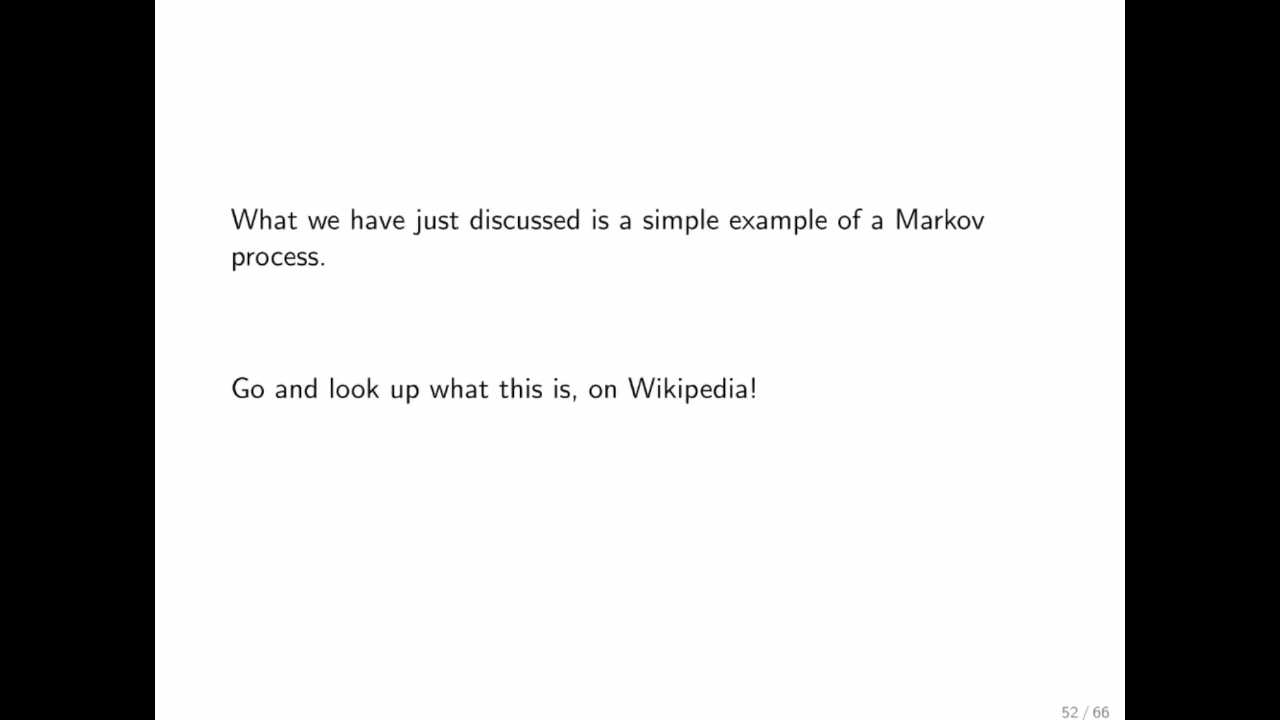 What we have just discussed is a simple example of a Markov
process.
Go and look up what this is, on Wikipedia!
52 / 66